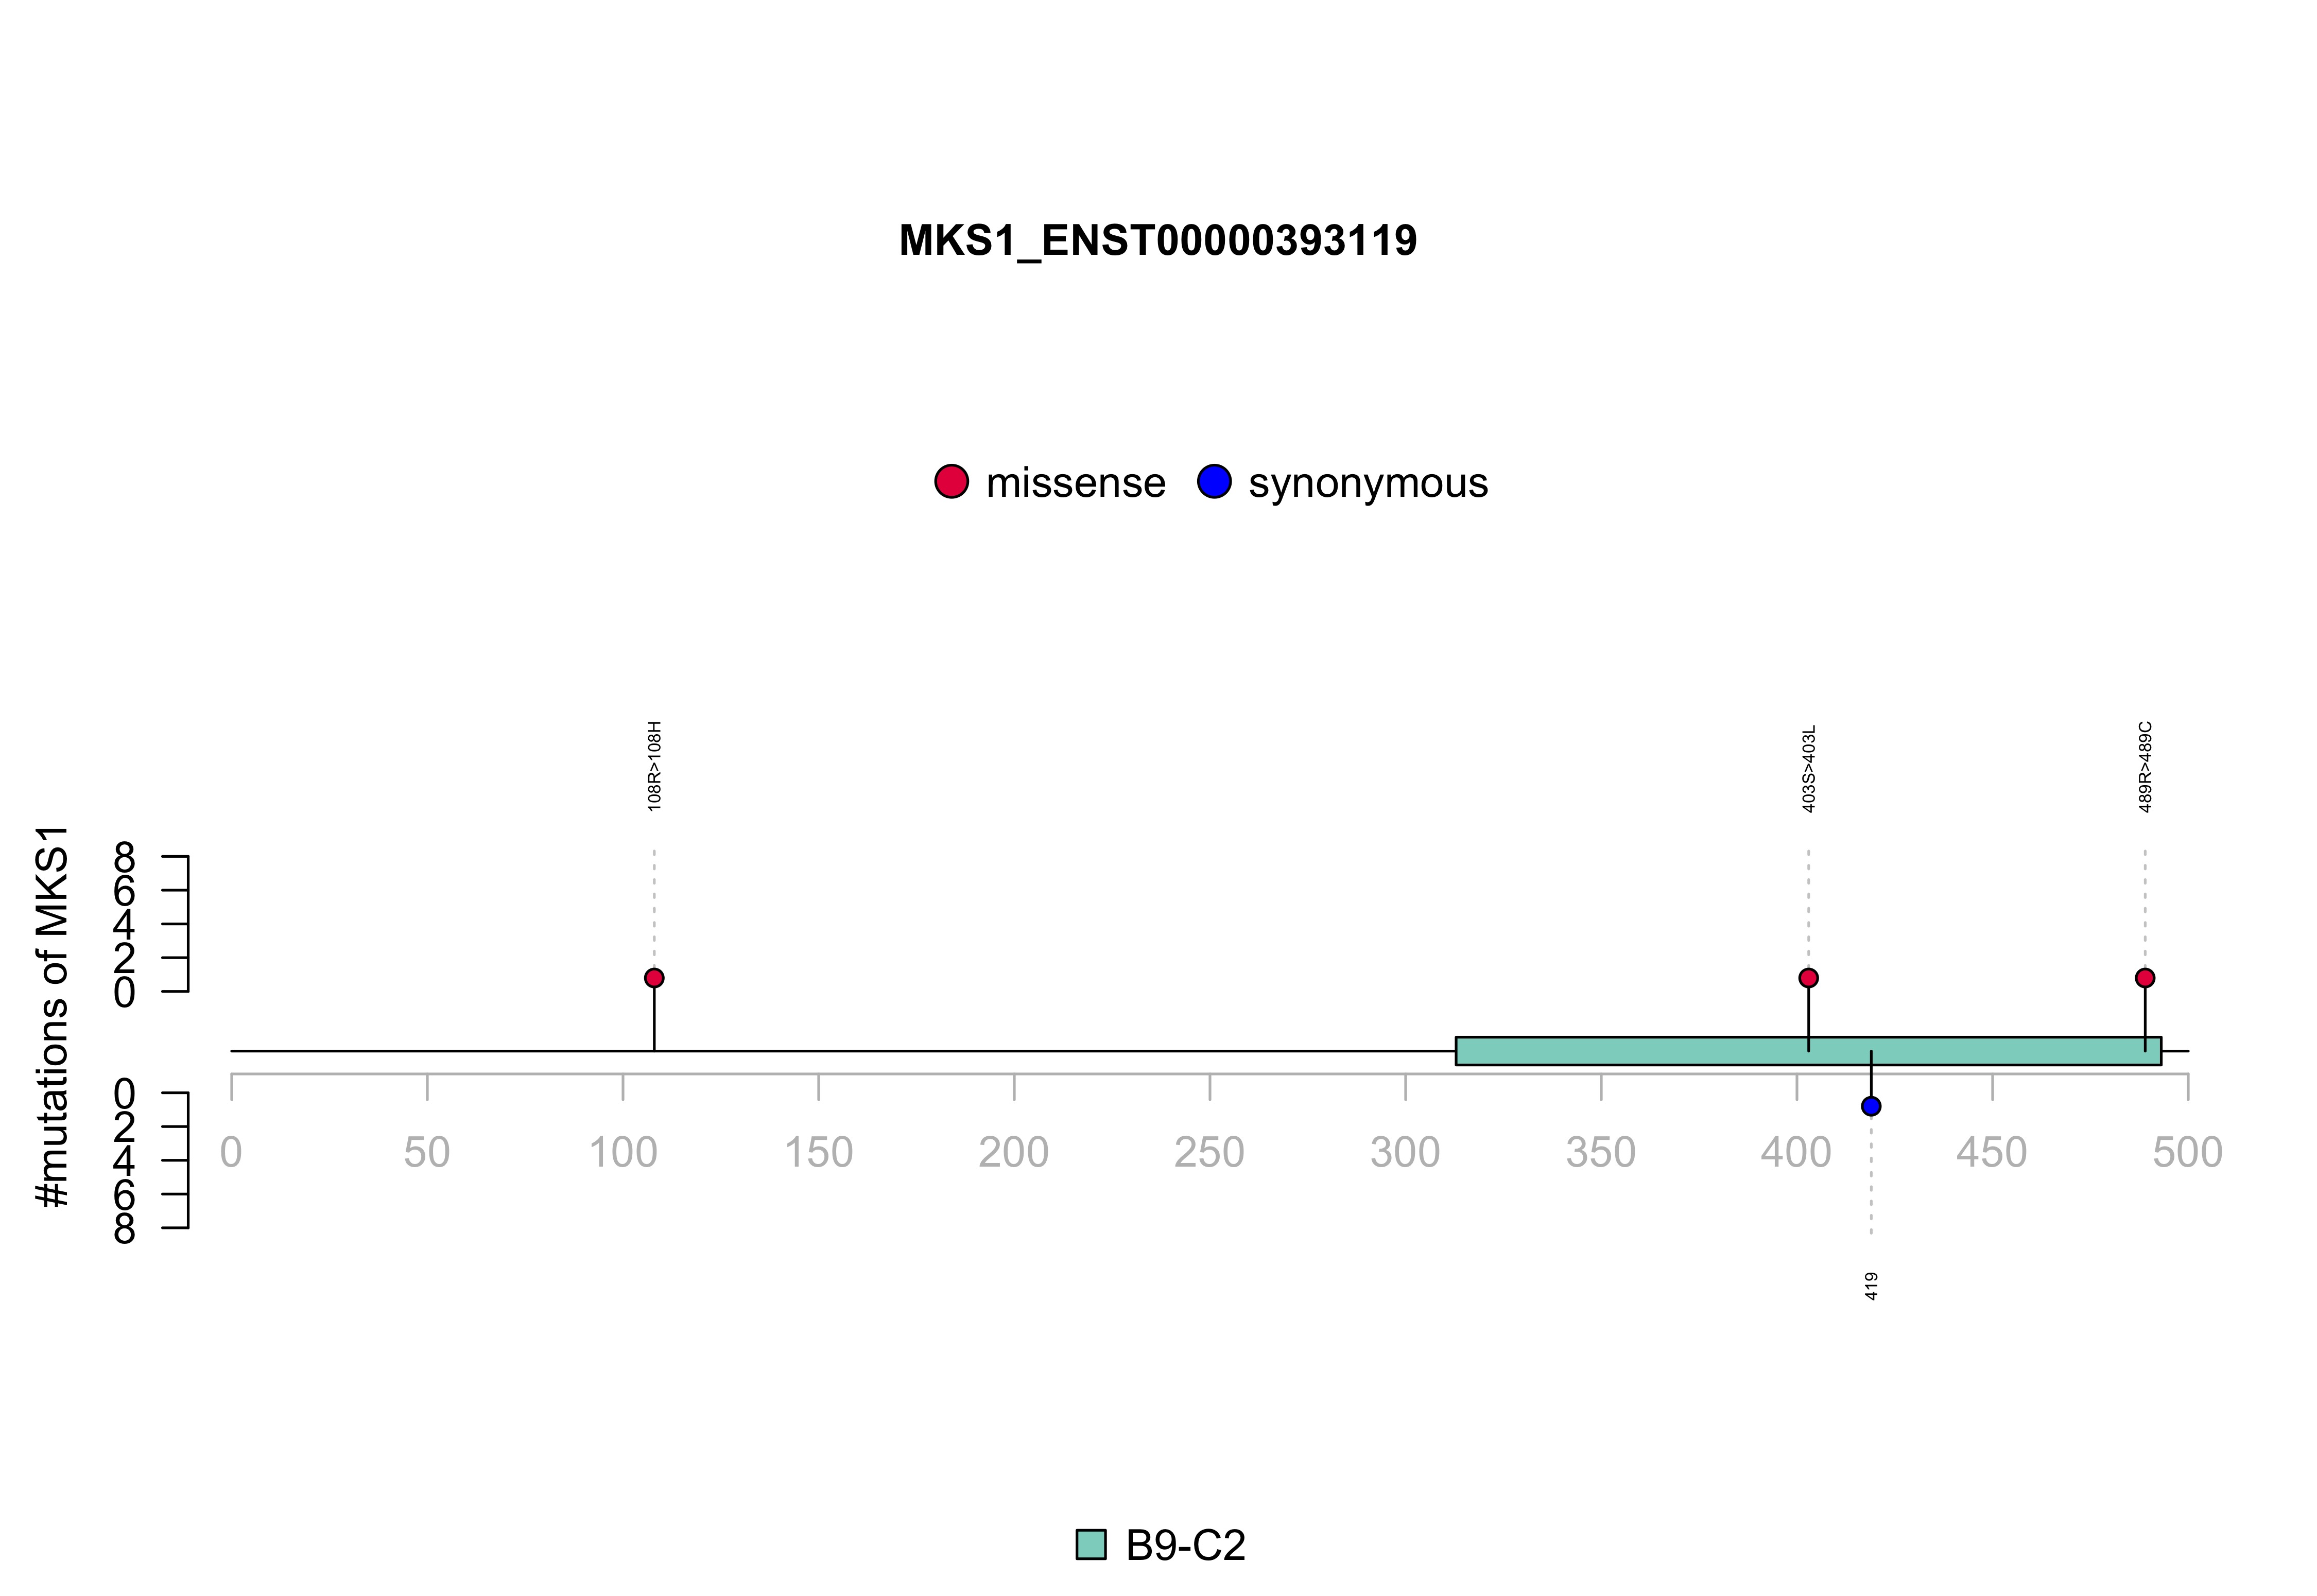 MKS1_ENST00000393119
missense synonymous
108R>108H
403S>403L
489R>489C
#mutations of MKS1
8
6
4
2
0
0
2
4
6
8
0 50 100 150 200 250 300 350 400 450 500
419
B9-C2